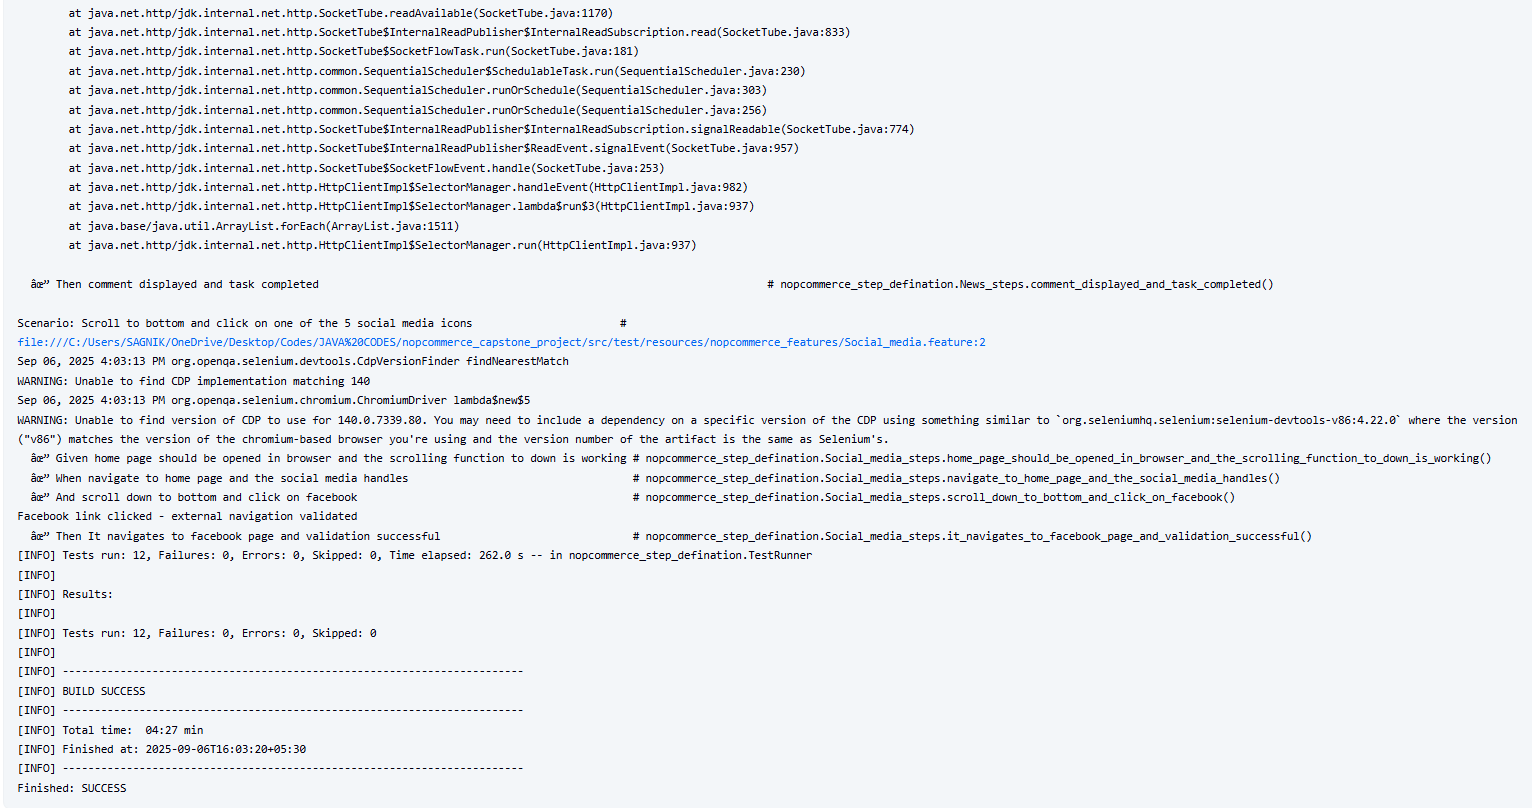 at java.net.http/jdk.internal.net.http.SocketTube.readAvailable(SocketTube.java:1170)
at java.net.http/jdk.internal.net.http.SocketTube$InternalReadPublisher$InternalReadSubscription.read(SocketTube.java:833)
at java.net.http/jdk.internal.net.http.SocketTube$SocketFlowTask.run(SocketTube.java:181)
at java.net.http/jdk.internal.net.http.common.SequentialScheduler$SchedulableTask.run(SequentialScheduler.java:230)
at java.net.http/jdk.internal.net.http.common.SequentialScheduler.runOrSchedule(SequentialScheduler.java:303)
at java.net.http/jdk.internal.net.http.common.SequentialScheduler.runOrSchedule(SequentialScheduler.java:256)
at java.net.http/jdk.internal.net.http.SocketTube$InternalReadPublisher$InternalReadSubscription.signalReadable(SocketTube.java:774)
at java.net.http/jdk.internal.net.http.SocketTube$InternalReadPublisher$ReadEvent.signalEvent(SocketTube.java:957)
at java.net.http/jdk.internal.net.http.SocketTube$SocketFlowEvent.handle(SocketTube.java:253)
at java.net.http/jdk.internal.net.http.HttpClientImpl$SelectorManager.handleEvent(HttpClientImpl.java:982)
at java.net.http/jdk.internal.net.http.HttpClientImpl$SelectorManager.lambda$run$3(HttpClientImpl.java:937)
at java.base/java.util.ArrayList.forEach(ArrayList.java:1511)
at java.net.http/jdk.internal.net.http.HttpClientImpl$SelectorManager.run(HttpClientImpl.java:937)
âœ” Then comment displayed and task completed # nopcommerce_step_defination.News_steps.comment_displayed_and_task_completed()
Scenario: Scroll to bottom and click on one of the 5 social media icons #
file:///C:/Users/SAGNIK/OneDrive/Desktop/Codes/JAVA%20CODES/nopcommerce_capstone_project/src/test/resources/nopcommerce_features/Social_media.feature:2
Sep 06, 2025 4:03:13 PM org.openqa.selenium.devtools.CdpVersionFinder findNearestMatch
WARNING: Unable to find CDP implementation matching 140
Sep 06, 2025 4:03:13 PM org.openqa.selenium.chromium.ChromiumDriver lambda$new$5
WARNING: Unable to find version of CDP to use for 140.0.7339.80. You may need to include a dependency on a specific version of the CDP using something similar to `org.seleniumhq.selenium:selenium-devtools-v86:4.22.0` where the version
("v86") matches the version of the chromium-based browser you're using and the version number of the artifact is the same as Selenium's.
âœ” Given home page should be opened in browser and the scrolling function to down is working # nopcommerce_step_defination.Social_media_steps.home_page_should_be_opened_in_browser_and_the_scrolling_function_to_down_is_working()
âœ” When navigate to home page and the social media handles # nopcommerce_step_defination.Social_media_steps.navigate_to_home_page_and_the_social_media_handles()
âœ” And scroll down to bottom and click on facebook # nopcommerce_step_defination.Social_media_steps.scroll_down_to_bottom_and_click_on_facebook()
Facebook link clicked - external navigation validated
âœ” Then It navigates to facebook page and validation successful # nopcommerce_step_defination.Social_media_steps.it_navigates_to_facebook_page_and_validation_successful()
[INFO] Tests run: 12, Failures: 0, Errors: 0, Skipped: 0, Time elapsed: 262.0 s -- in nopcommerce_step_defination.TestRunner
[INFO]
[INFO] Results:
[INFO]
[INFO] Tests run: 12, Failures: 0, Errors: 0, Skipped: 0
[INFO]
[INFO] ------------------------------------------------------------------------
[INFO] BUILD SUCCESS
[INFO] ------------------------------------------------------------------------
[INFO] Total time:  04:27 min
[INFO] Finished at: 2025-09-06T16:03:20+05:30
[INFO] ------------------------------------------------------------------------
Finished: SUCCESS